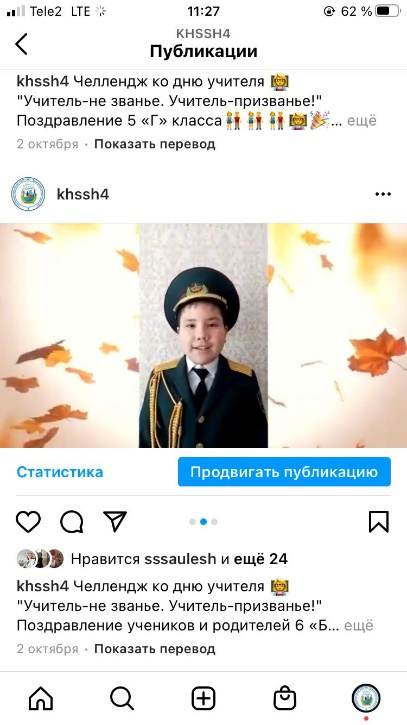 Tele2 LTE 11:27 62 %
KHSSH4
Публикации
khssh4 Челлендж ко дню учителя 👩‍🏫
"Учитель-не званье. Учитель-призванье!"
Поздравление 5 «Г» класса 👬👬👬👩‍🏫🎉... ещё
2 октября · Показать перевод
khssh4
Статистика
Продвигать публикацию
Нравится sssaulesh и ещё 24
khssh4 Челлендж ко дню учителя 👩‍🏫
"Учитель-не званье. Учитель-призванье!"
Поздравление учеников и родителей 6 «Б... ещё
2 октября · Показать перевод